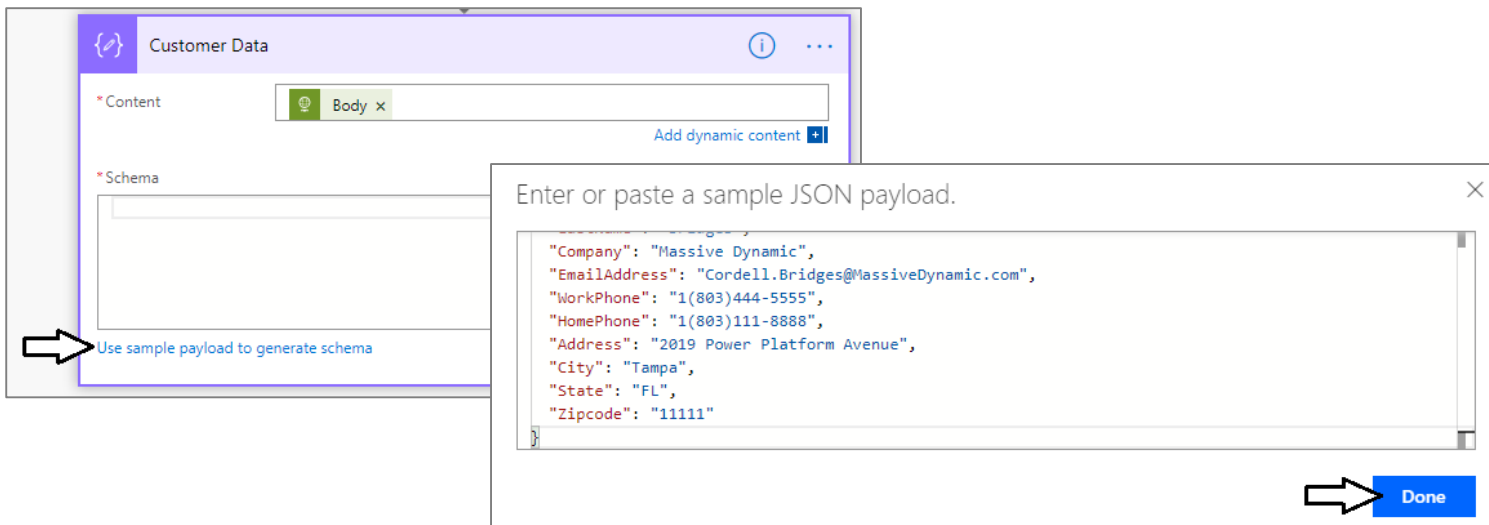 Customer Data
*Content
Body ×
Add dynamic content
*Schema
Use sample payload to generate schema
Enter or paste a sample JSON payload.
"Company": "Massive Dynamic",
"EmailAddress": "Cordell.Bridges@MassiveDynamic.com",
"WorkPhone": "1(803)444-5555",
"HomePhone": "1(803)111-8888",
"Address": "2019 Power Platform Avenue",
"City": "Tampa",
"State": "FL",
"Zipcode": "11111"
}
Done